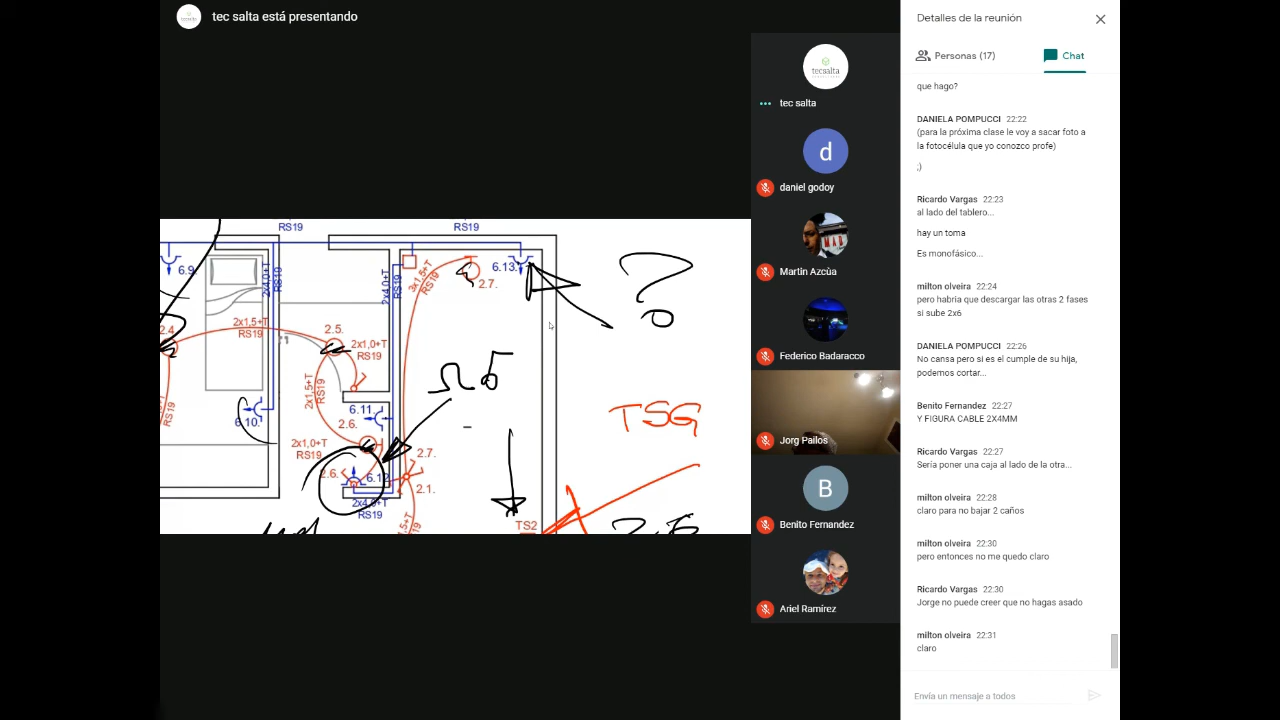 tec salta está presentando
RS19
RS19
6.9.
2x4,0+T
RS19
2x4,0+T
RS19
3x1,5+T
RS19
2.7.
6.13.
?
2.4
2x1,5+T
RS19
2.5.
2x1,0+T
RS19
2x1,5+T
RS19
RS19
6.10.
6.11.
2.6.
2x1,0+T
RS19
2.6.
6.12.
2x4,0+T
RS19
2.7.
2.1.
RS19
TSG
TS2
tecsalta
tec salta
d
daniel godoy
Martin Azcùa
Federico Badaracco
Jorg Pailos
B
Benito Fernandez
Ariel Ramírez
Detalles de la reunión
Personas (17)
Chat
que hago?
DANIELA POMPUCCI 22:22
(para la próxima clase le voy a sacar foto a
la fotocélula que yo conozco profe)
;)
Ricardo Vargas 22:23
al lado del tablero...
hay un toma
Es monofásico...
milton olveira 22:24
pero habría que descargar las otras 2 fases
si sube 2x6
DANIELA POMPUCCI 22:26
No cansa pero si es el cumple de su hija,
podemos cortar...
Benito Fernandez 22:27
Y FIGURA CABLE 2X4MM
Ricardo Vargas 22:27
Sería poner una caja al lado de la otra...
milton olveira 22:28
claro para no bajar 2 caños
milton olveira 22:30
pero entonces no me quedo claro
Ricardo Vargas 22:30
Jorge no puede creer que no hagas asado
milton olveira 22:31
claro
Envía un mensaje a todos